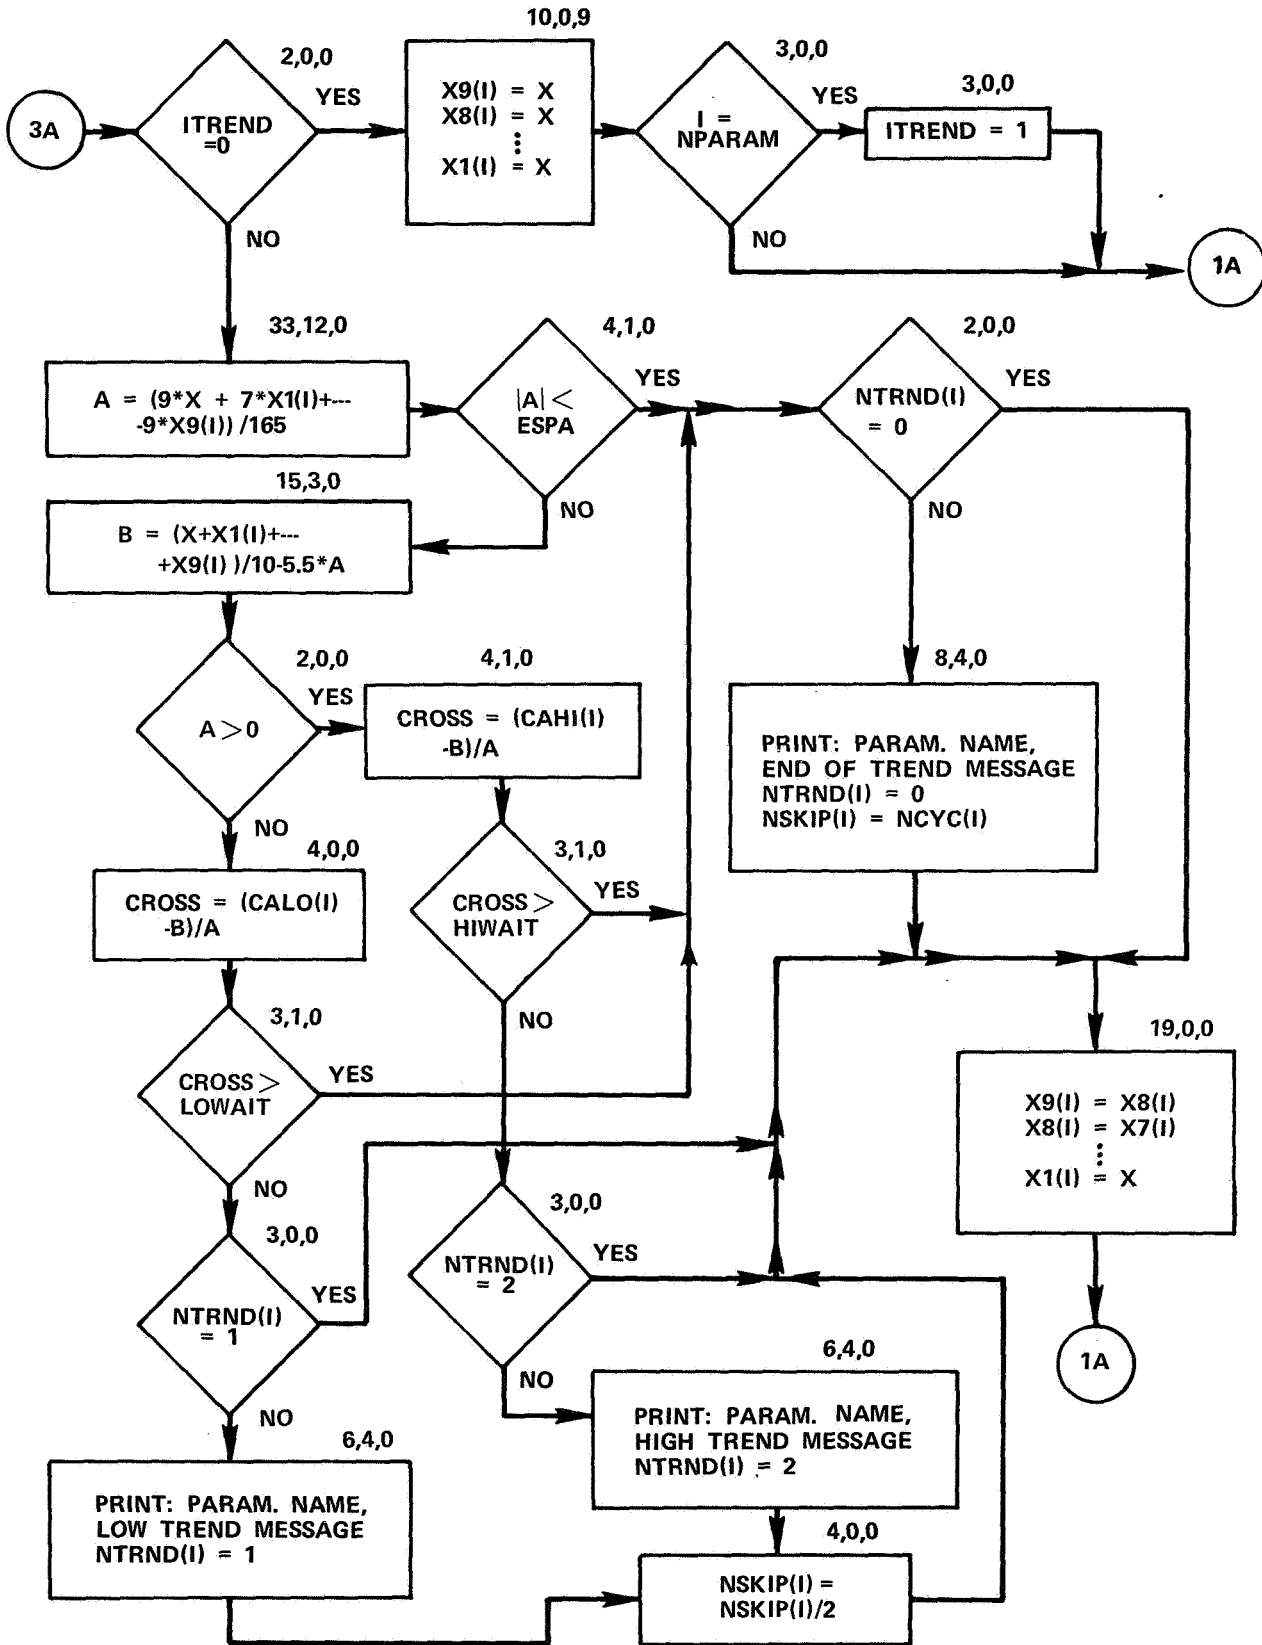 10,0,9
2,0,0
3,0,0
3A
ITREND
=0
YES
X9(I) = X
X8(I) = X
⋮
X1(I) = X
I =
NPARAM
YES
3,0,0
ITREND = 1
NO
NO
1A
33,12,0
A = (9*X + 7*X1(I)+---
-9*X9(I)) /165
4,1,0
|A| <
ESPA
YES
NO
2,0,0
NTRND(I)
= 0
YES
NO
15,3,0
B = (X+X1(I)+---
+X9(I) )/10-5.5*A
2,0,0
A > 0
YES
NO
4,1,0
CROSS = (CAHI(I)
-B)/A
8,4,0
PRINT: PARAM. NAME,
END OF TREND MESSAGE
NTRND(I) = 0
NSKIP(I) = NCYC(I)
4,0,0
CROSS = (CALO(I)
-B)/A
3,1,0
CROSS >
HIWAIT
YES
NO
3,1,0
CROSS >
LOWAIT
YES
NO
19,0,0
X9(I) = X8(I)
X8(I) = X7(I)
⋮
X1(I) = X
3,0,0
NTRND(I)
= 1
YES
NO
3,0,0
NTRND(I)
= 2
YES
NO
1A
6,4,0
PRINT: PARAM. NAME,
HIGH TREND MESSAGE
NTRND(I) = 2
6,4,0
PRINT: PARAM. NAME,
LOW TREND MESSAGE
NTRND(I) = 1
4,0,0
NSKIP(I) =
NSKIP(I)/2